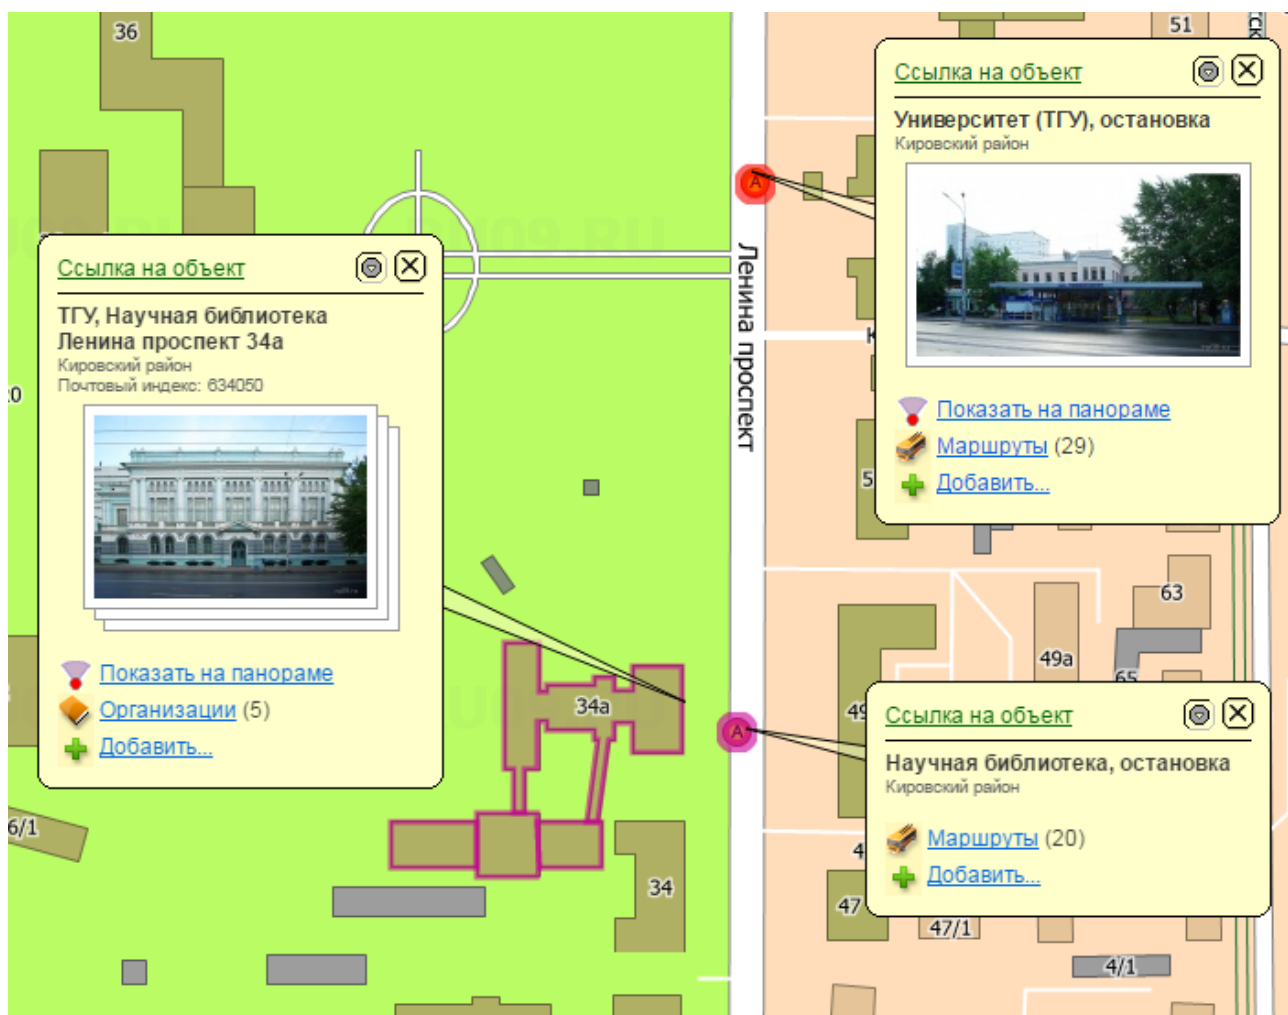 36
51
Ссылка на объект
Университет (ТГУ), остановка
Кировский район
Показать на панораме
Маршруты (29)
Добавить...
A
RU09.RU
Ленина проспект
Ссылка на объект
ТГУ, Научная библиотека
Ленина проспект 34а
Кировский район
Почтовый индекс: 634050
Показать на панораме
Организации (5)
Добавить...
63
49а
65
34а
A
Ссылка на объект
Научная библиотека, остановка
Кировский район
Маршруты (20)
Добавить...
6/1
34
47
47/1
4/1